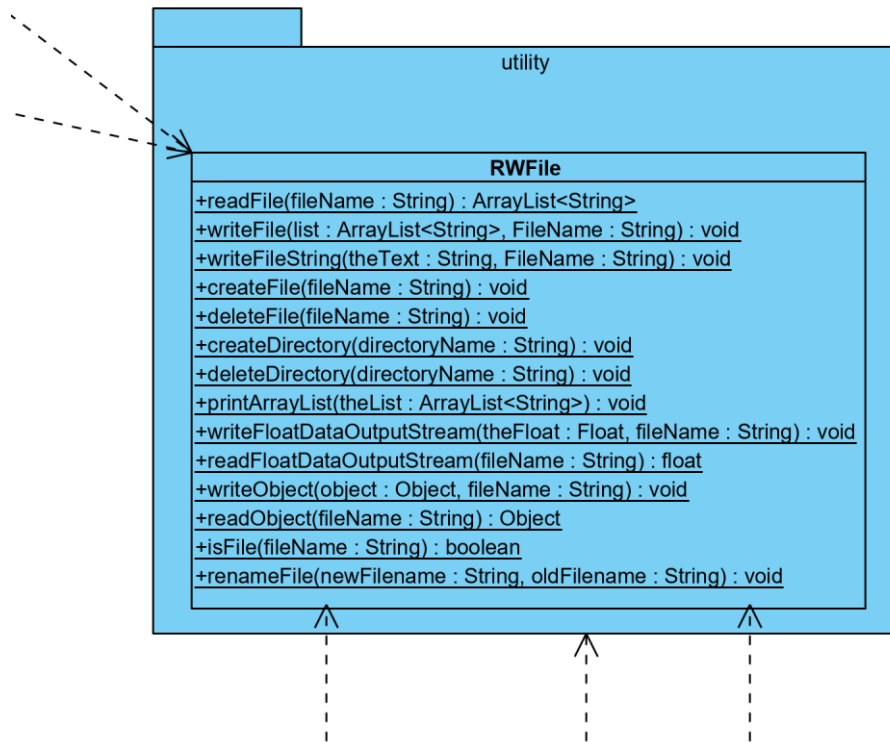 utility
RWFile
+readFile(fileName : String) : ArrayList<String>
+writeFile(list : ArrayList<String>, FileName : String) : void
+writeFileString(theText : String, FileName : String) : void
+createFile(fileName : String) : void
+deleteFile(fileName : String) : void
+createDirectory(directoryName : String) : void
+deleteDirectory(directoryName : String) : void
+printArrayList(theList : ArrayList<String>) : void
+writeFloatDataOutputStream(theFloat : Float, fileName : String) : void
+readFloatDataOutputStream(fileName : String) : float
+writeObject(object : Object, fileName : String) : void
+readObject(fileName : String) : Object
+isFile(fileName : String) : boolean
+renameFile(newFilename : String, oldFilename : String) : void